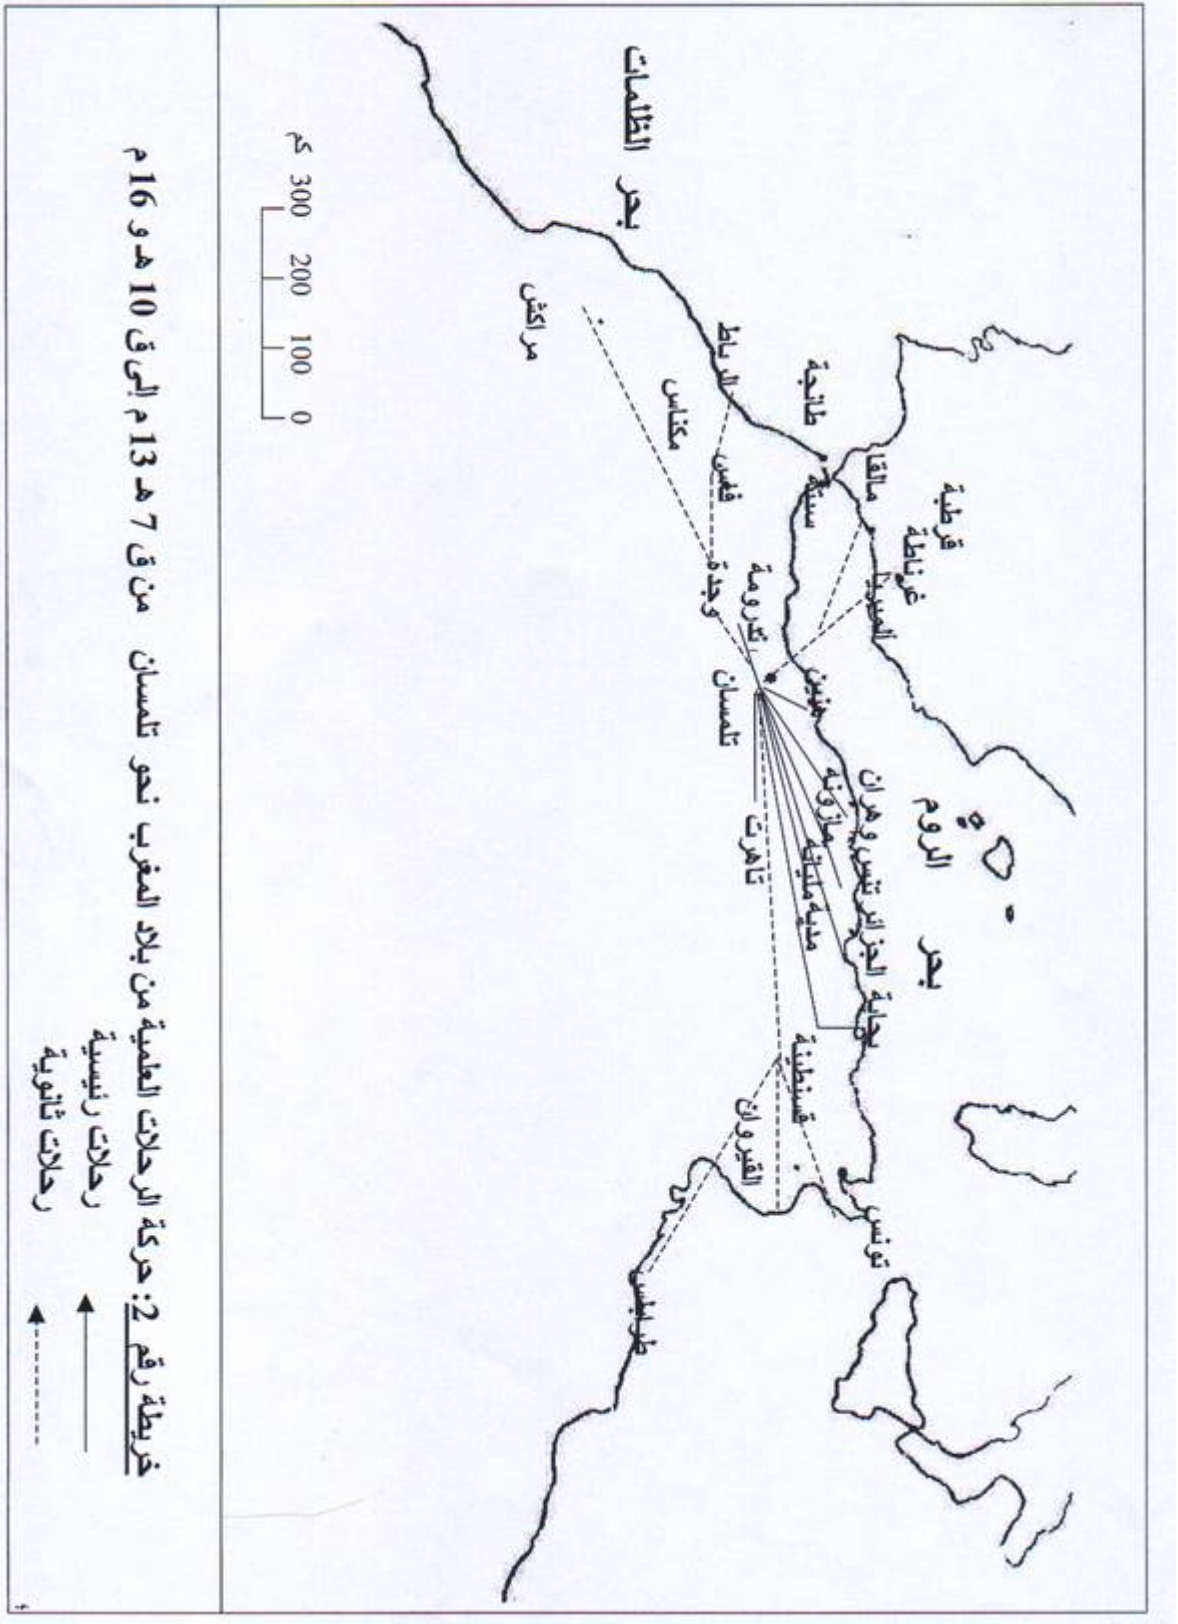 بحر الظلمات
بحر الروم
قرطبة
غرناطة
المرية
مالقا
طانجة
سبتة
الرباط
مكناس
فاس
مراكش
وجدة
ندرومة
تلمسان
هنين
وهران
تنس
الجزائر
بجاية
مازونة
مليانة
مدية
تاهرت
قسنطينة
القيروان
تونس
طرابلس
0 100 200 300 كم
خريطة رقم 2: حركة الرحلات العلمية من بلاد المغرب نحو تلمسان من ق 7 هـ 13 م إلى ق 10 هـ و 16 م
رحلات رئيسية
رحلات ثانوية